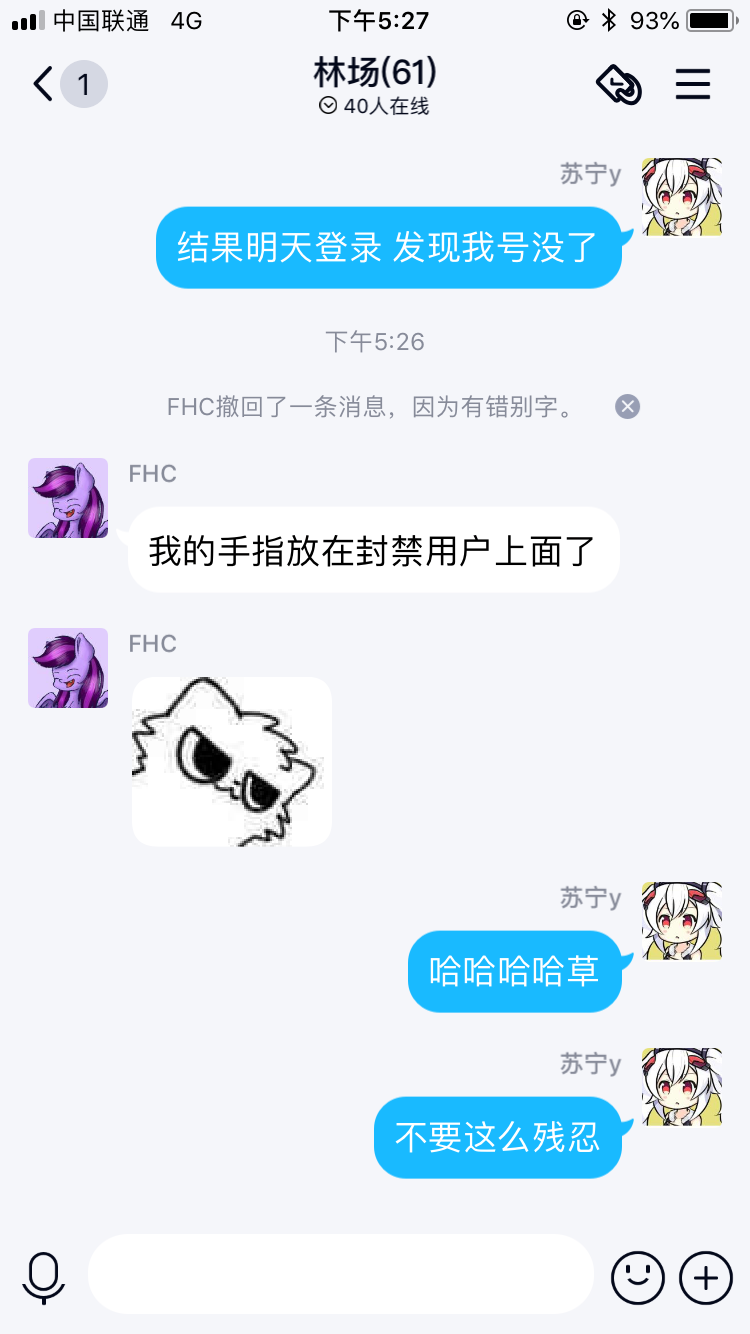 中国联通 4G 下午5:27 93%
1 林场(61)
40人在线
苏宁y
结果明天登录 发现我号没了
下午5:26
FHC撤回了一条消息，因为有错别字。
FHC
我的手指放在封禁用户上面了
FHC
苏宁y
哈哈哈哈草
苏宁y
不要这么残忍